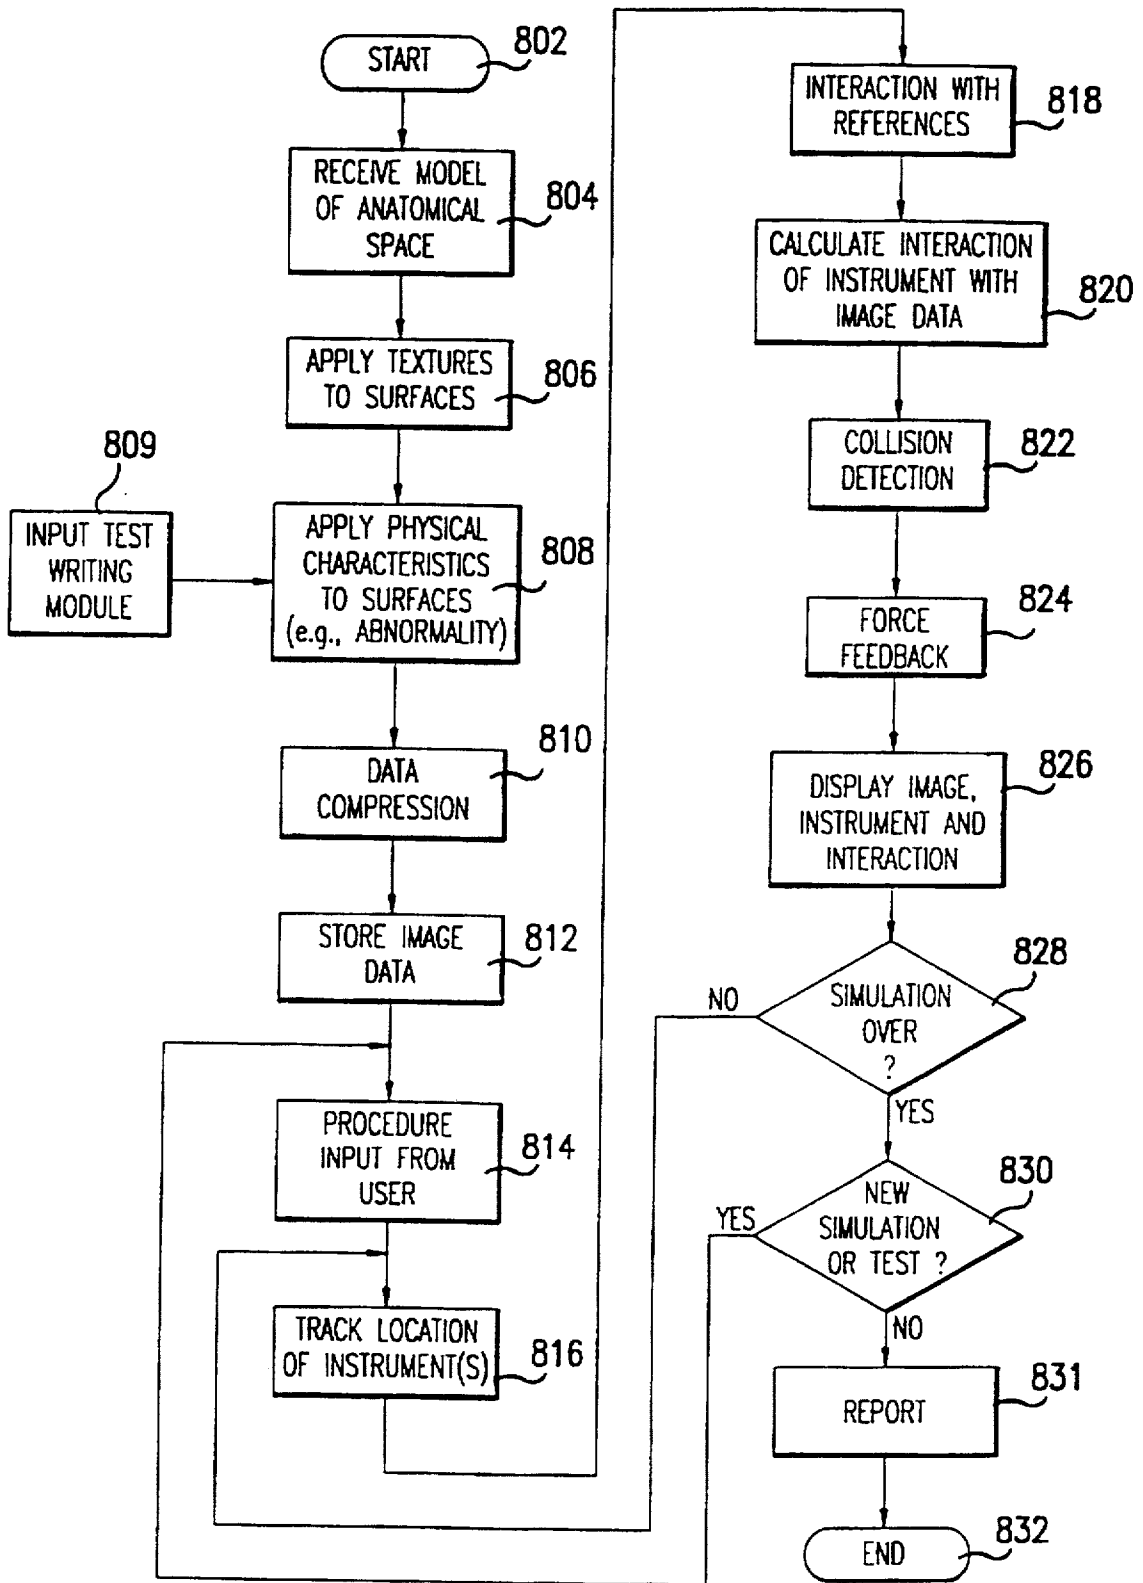 START
802
RECEIVE MODEL
OF ANATOMICAL
SPACE
804
APPLY TEXTURES
TO SURFACES
806
809
INPUT TEST
WRITING
MODULE
APPLY PHYSICAL
CHARACTERISTICS
TO SURFACES
(e.g., ABNORMALITY)
808
DATA
COMPRESSION
810
STORE IMAGE
DATA
812
PROCEDURE
INPUT FROM
USER
814
TRACK LOCATION
OF INSTRUMENT(S)
816
INTERACTION WITH
REFERENCES
818
CALCULATE INTERACTION
OF INSTRUMENT WITH
IMAGE DATA
820
COLLISION
DETECTION
822
FORCE
FEEDBACK
824
DISPLAY IMAGE,
INSTRUMENT AND
INTERACTION
826
SIMULATION
OVER
?
828
NO
YES
NEW
SIMULATION
OR TEST ?
830
YES
NO
REPORT
831
END
832